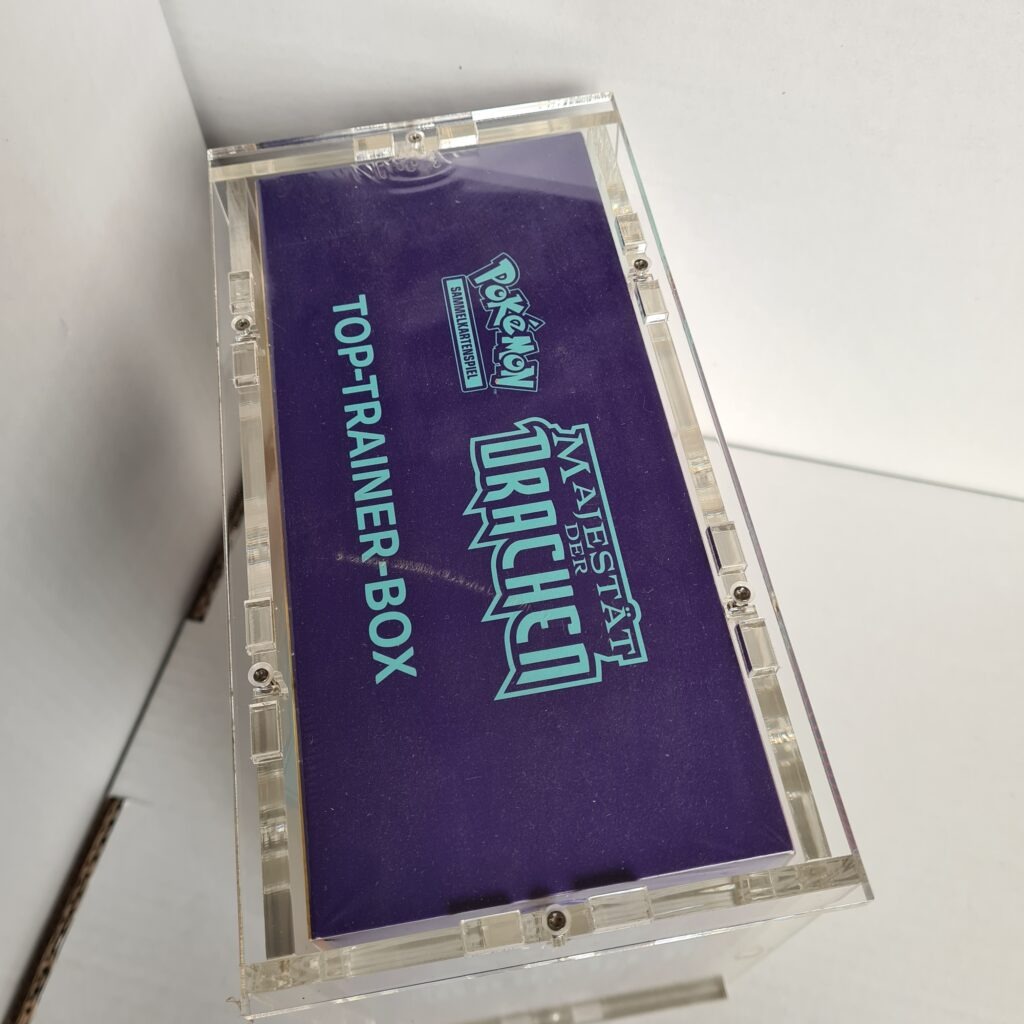 POKéMON
SAMMELKARTENSPIEL
MAJESTÄT
DER
DRACHEN
TOP-TRAINER-BOX